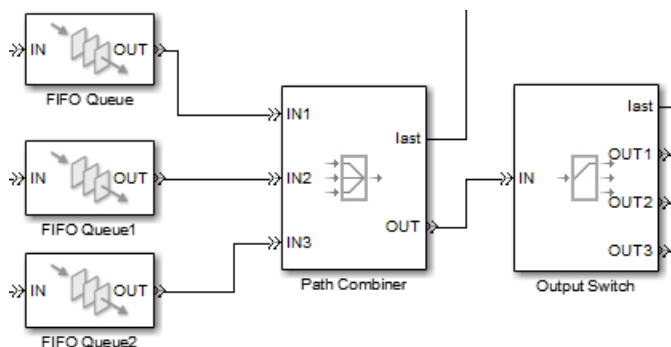 IN OUT
FIFO Queue
IN OUT
FIFO Queue1
IN OUT
FIFO Queue2
IN1
last
IN2
OUT
IN3
Path Combiner
last
OUT1
IN
OUT2
OUT3
Output Switch